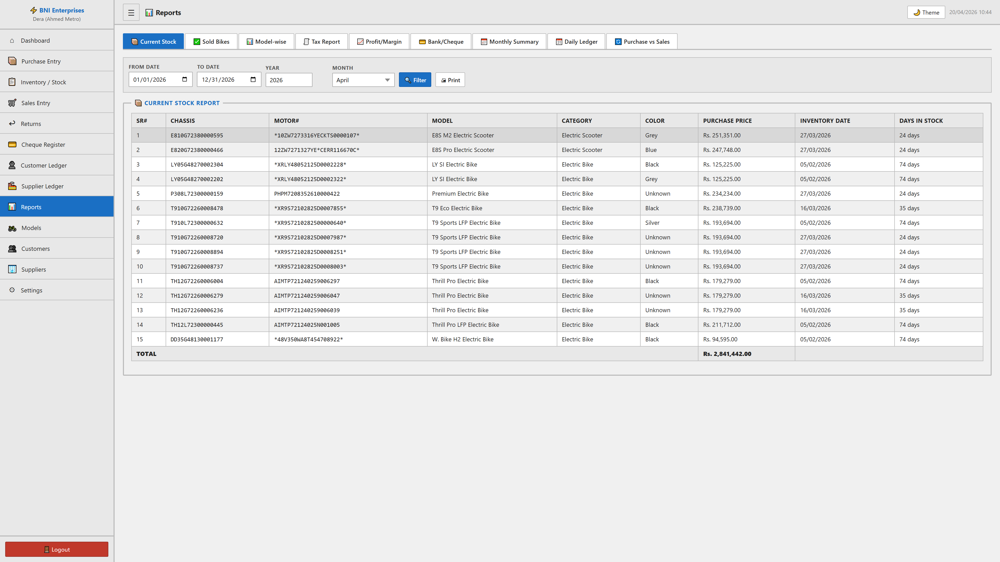 BNI Enterprises
Dera (Ahmed Metro)
Dashboard
Purchase Entry
Inventory / Stock
Sales Entry
Returns
Cheque Register
Customer Ledger
Supplier Ledger
Reports
Models
Customers
Suppliers
Settings
Logout
Reports
Theme 20/04/2026 10:44
Current Stock Sold Bikes Model-wise Tax Report Profit/Margin Bank/Cheque Monthly Summary Daily Ledger Purchase vs Sales
FROM DATE TO DATE YEAR MONTH
01/01/2026 12/31/2026 2026 April Filter Print
CURRENT STOCK REPORT
SR# CHASSIS MOTOR# MODEL CATEGORY COLOR PURCHASE PRICE INVENTORY DATE DAYS IN STOCK
1 E810G72380000595 *10ZW7273316YECKTS0000107* E8S M2 Electric Scooter Electric Scooter Grey Rs. 251,351.00 27/03/2026 24 days
2 E820G72380000466 12ZW7271327YE*CERR116670C* E8S Pro Electric Scooter Electric Scooter Blue Rs. 247,748.00 27/03/2026 24 days
3 LY05G48270002304 *XRLY48052125D0002228* LY SI Electric Bike Electric Bike Black Rs. 125,225.00 05/02/2026 74 days
4 LY05G48270002202 *XRLY48052125D0002322* LY SI Electric Bike Electric Bike Grey Rs. 125,225.00 05/02/2026 74 days
5 P308L72300000159 PHPM7208352610000422 Premium Electric Bike Electric Bike Unknown Rs. 234,234.00 27/03/2026 24 days
6 T910G72260008478 *XR9S72102825D0007855* T9 Eco Electric Bike Electric Bike Black Rs. 238,739.00 16/03/2026 35 days
7 T910L72300000632 *XR9S7210282500000640* T9 Sports LFP Electric Bike Electric Bike Silver Rs. 193,694.00 05/02/2026 74 days
8 T910G72260008720 *XR9S72102825D0007987* T9 Sports LFP Electric Bike Electric Bike Unknown Rs. 193,694.00 27/03/2026 24 days
9 T910G72260008894 *XR9S72102825D0008251* T9 Sports LFP Electric Bike Electric Bike Unknown Rs. 193,694.00 27/03/2026 24 days
10 T910G72260008737 *XR9S72102825D0008003* T9 Sports LFP Electric Bike Electric Bike Unknown Rs. 193,694.00 27/03/2026 24 days
11 TH12G72260006004 AIMTP721240259006297 Thrill Pro Electric Bike Electric Bike Black Rs. 179,279.00 05/02/2026 74 days
12 TH12G72260006279 AIMTP721240259006047 Thrill Pro Electric Bike Electric Bike Unknown Rs. 179,279.00 16/03/2026 35 days
13 TH12G72260006236 AIMTP721240259006039 Thrill Pro Electric Bike Electric Bike Unknown Rs. 179,279.00 16/03/2026 35 days
14 TH12L72300000445 AIMTP72124025N001005 Thrill Pro LFP Electric Bike Electric Bike Black Rs. 211,712.00 05/02/2026 74 days
15 DD35G48130001177 *48V350WA8T454708922* W. Bike H2 Electric Bike Electric Bike Black Rs. 94,595.00 05/02/2026 74 days
TOTAL Rs. 2,841,442.00